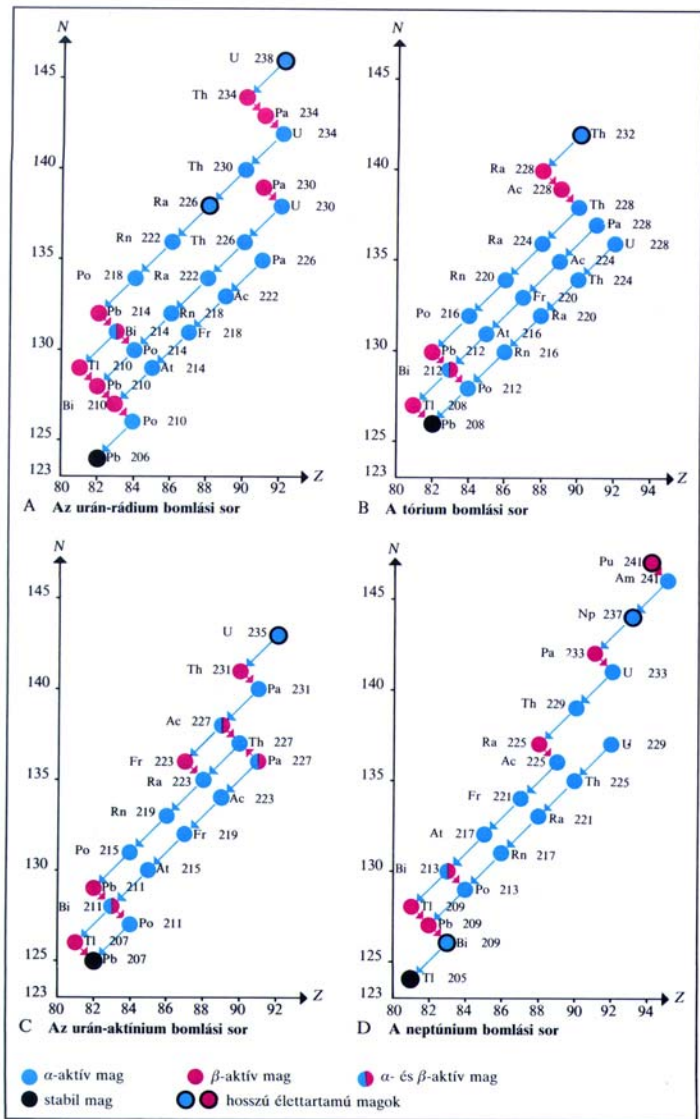 N
145
140
135
130
125
123
U 238
Th 234
Pa 234
U 234
Th 230
Pa 230
Ra 226
U 230
Rn 222
Th 226
Pa 226
Po 218
Ra 222
Ac 222
Pb 214
Rn 218
Bi 214
Fr 218
Po 214
Tl 210
At 214
Pb 210
Bi 210
Po 210
Pb 206
80 82 84 86 88 90 92
Z
A Az urán-rádium bomlási sor
N
145
140
135
130
125
123
Th 232
Ra 228
Ac 228
Th 228
Pa 228
Ra 224
U 228
Ac 224
Rn 220
Th 224
Fr 220
Po 216
Ra 220
At 216
Pb 212
Rn 216
Bi 212
Po 212
Tl 208
Pb 208
80 82 84 86 88 90 92 94
Z
B A tórium bomlási sor
N
145
140
135
130
125
123
U 235
Th 231
Pa 231
Ac 227
Th 227
Fr 223
Pa 227
Ra 223
Ac 223
Rn 219
Fr 219
Po 215
At 215
Pb 211
Bi 211
Po 211
Tl 207
Pb 207
80 82 84 86 88 90 92
Z
C Az urán-aktínium bomlási sor
N
145
140
135
130
125
123
Pu 241
Am 241
Np 237
Pa 233
U 233
Th 229
Ra 225
U 229
Ac 225
Th 225
Fr 221
Ra 221
At 217
Rn 217
Bi 213
Po 213
Tl 209
Pb 209
Bi 209
Tl 205
80 82 84 86 88 90 92 94
Z
D A neptúnium bomlási sor
α-aktív mag
β-aktív mag
α- és β-aktív mag
stabil mag
hosszú élettartamú magok